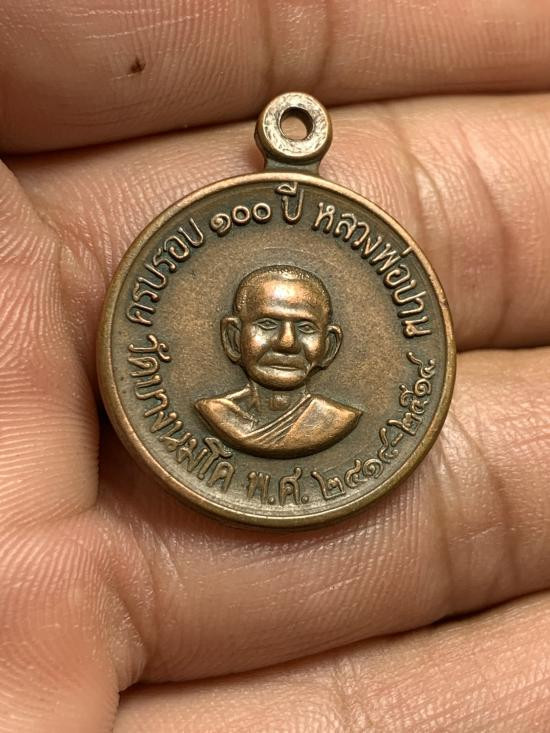 ครบรอบ ๑๐๐ ปี หลวงพ่อปาน
วัดบางนมโค พ.ศ. ๒๔๑๘-๒๕๑๘